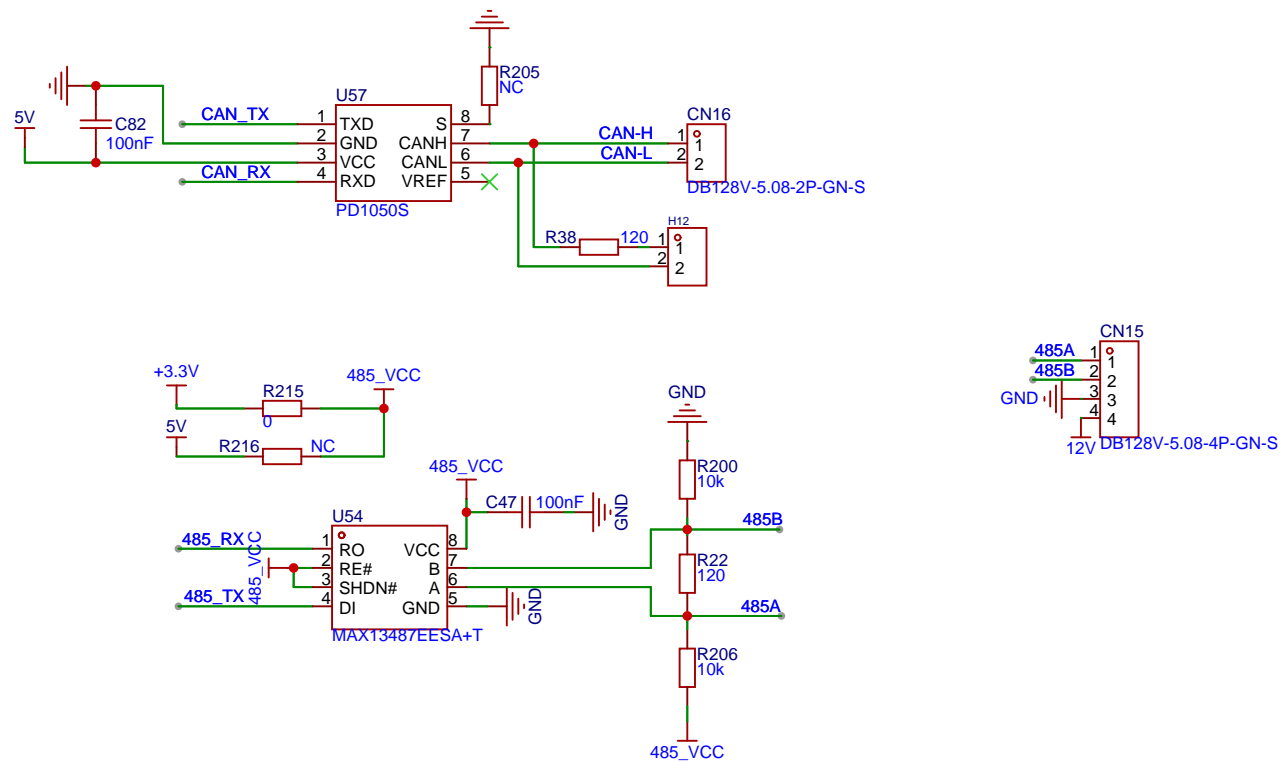 R205
NC
U57
CN16
5V
C82
100nF
CAN_TX
1
TXD
S
8
2
GND
CANH
7
CAN-H
1
1
3
VCC
CANL
6
CAN-L
2
2
CAN_RX
4
RXD
VREF
5
PD1050S
DB128V-5.08-2P-GN-S
H12
R38
120
1
1
2
2
CN15
485A
1
1
485B
2
2
GND
3
3
4
4
12V
DB128V-5.08-4P-GN-S
+3.3V
R215
0
485_VCC
5V
R216
NC
GND
485_VCC
R200
10k
C47
100nF
GND
U54
485B
485_RX
1
RO
VCC
8
485_VCC
2
RE#
B
7
R22
120
3
SHDN#
A
6
485_TX
4
DI
GND
5
GND
485A
MAX13487EESA+T
R206
10k
485_VCC